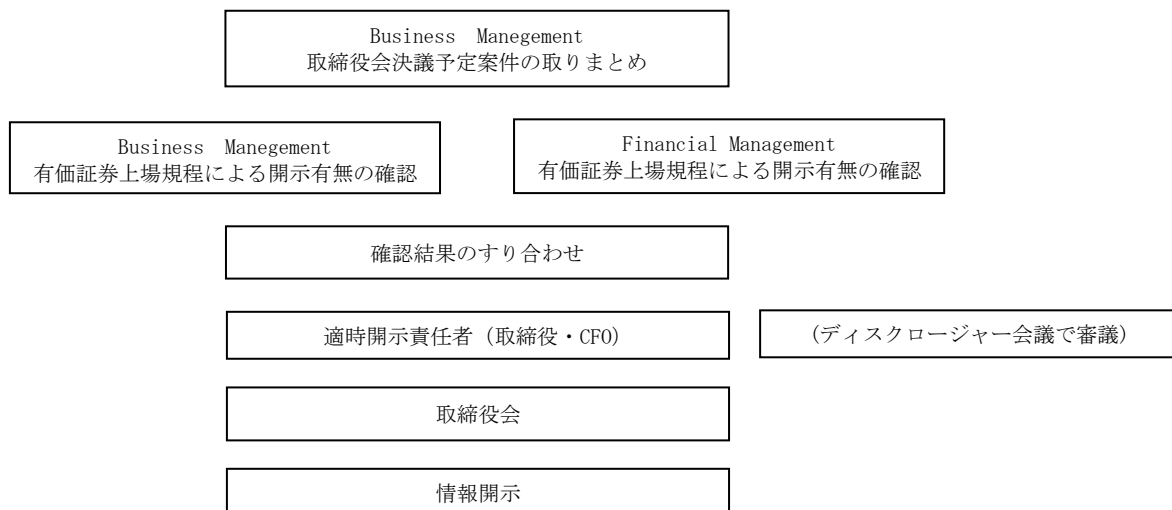 Business  Manegement
取締役会決議予定案件の取りまとめ
Business  Manegement
有価証券上場規程による開示有無の確認
Financial Management
有価証券上場規程による開示有無の確認
確認結果のすり合わせ
適時開示責任者（取締役・CFO）
(ディスクロージャー会議で審議)
取締役会
情報開示